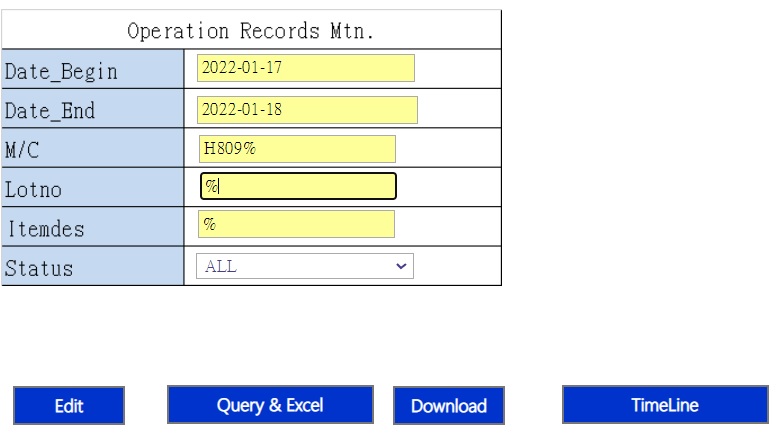 Operation Records Mtn.
Date_Begin 2022-01-17
Date_End 2022-01-18
M/C H809%
Lotno %
Itemdes %
Status ALL
Edit Query & Excel Download TimeLine